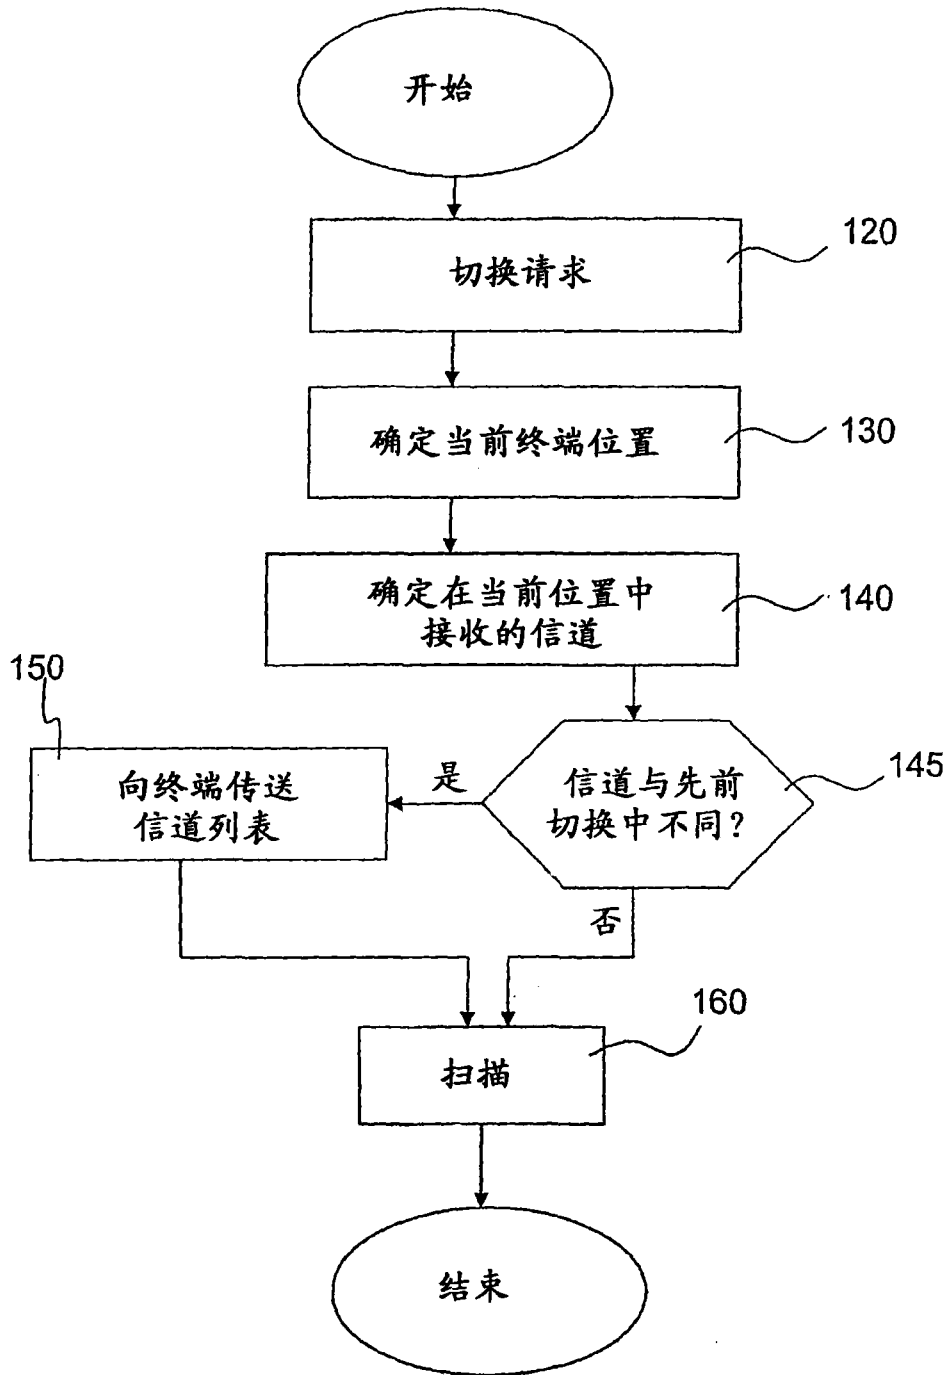 开始
切换请求
120
确定当前终端位置
130
确定在当前位置中
接收的信道
140
150
向终端传送
信道列表
是
信道与先前
切换中不同?
145
否
160
扫描
结束